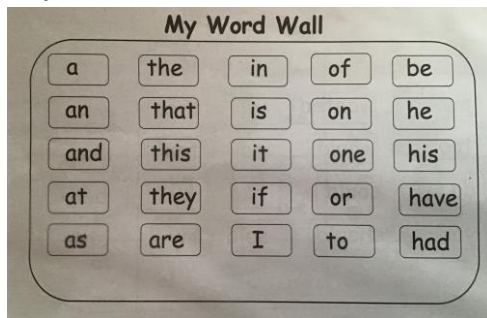 My Word Wall
a the in of be
an that is on he
and this it one his
at they if or have
as are I to had